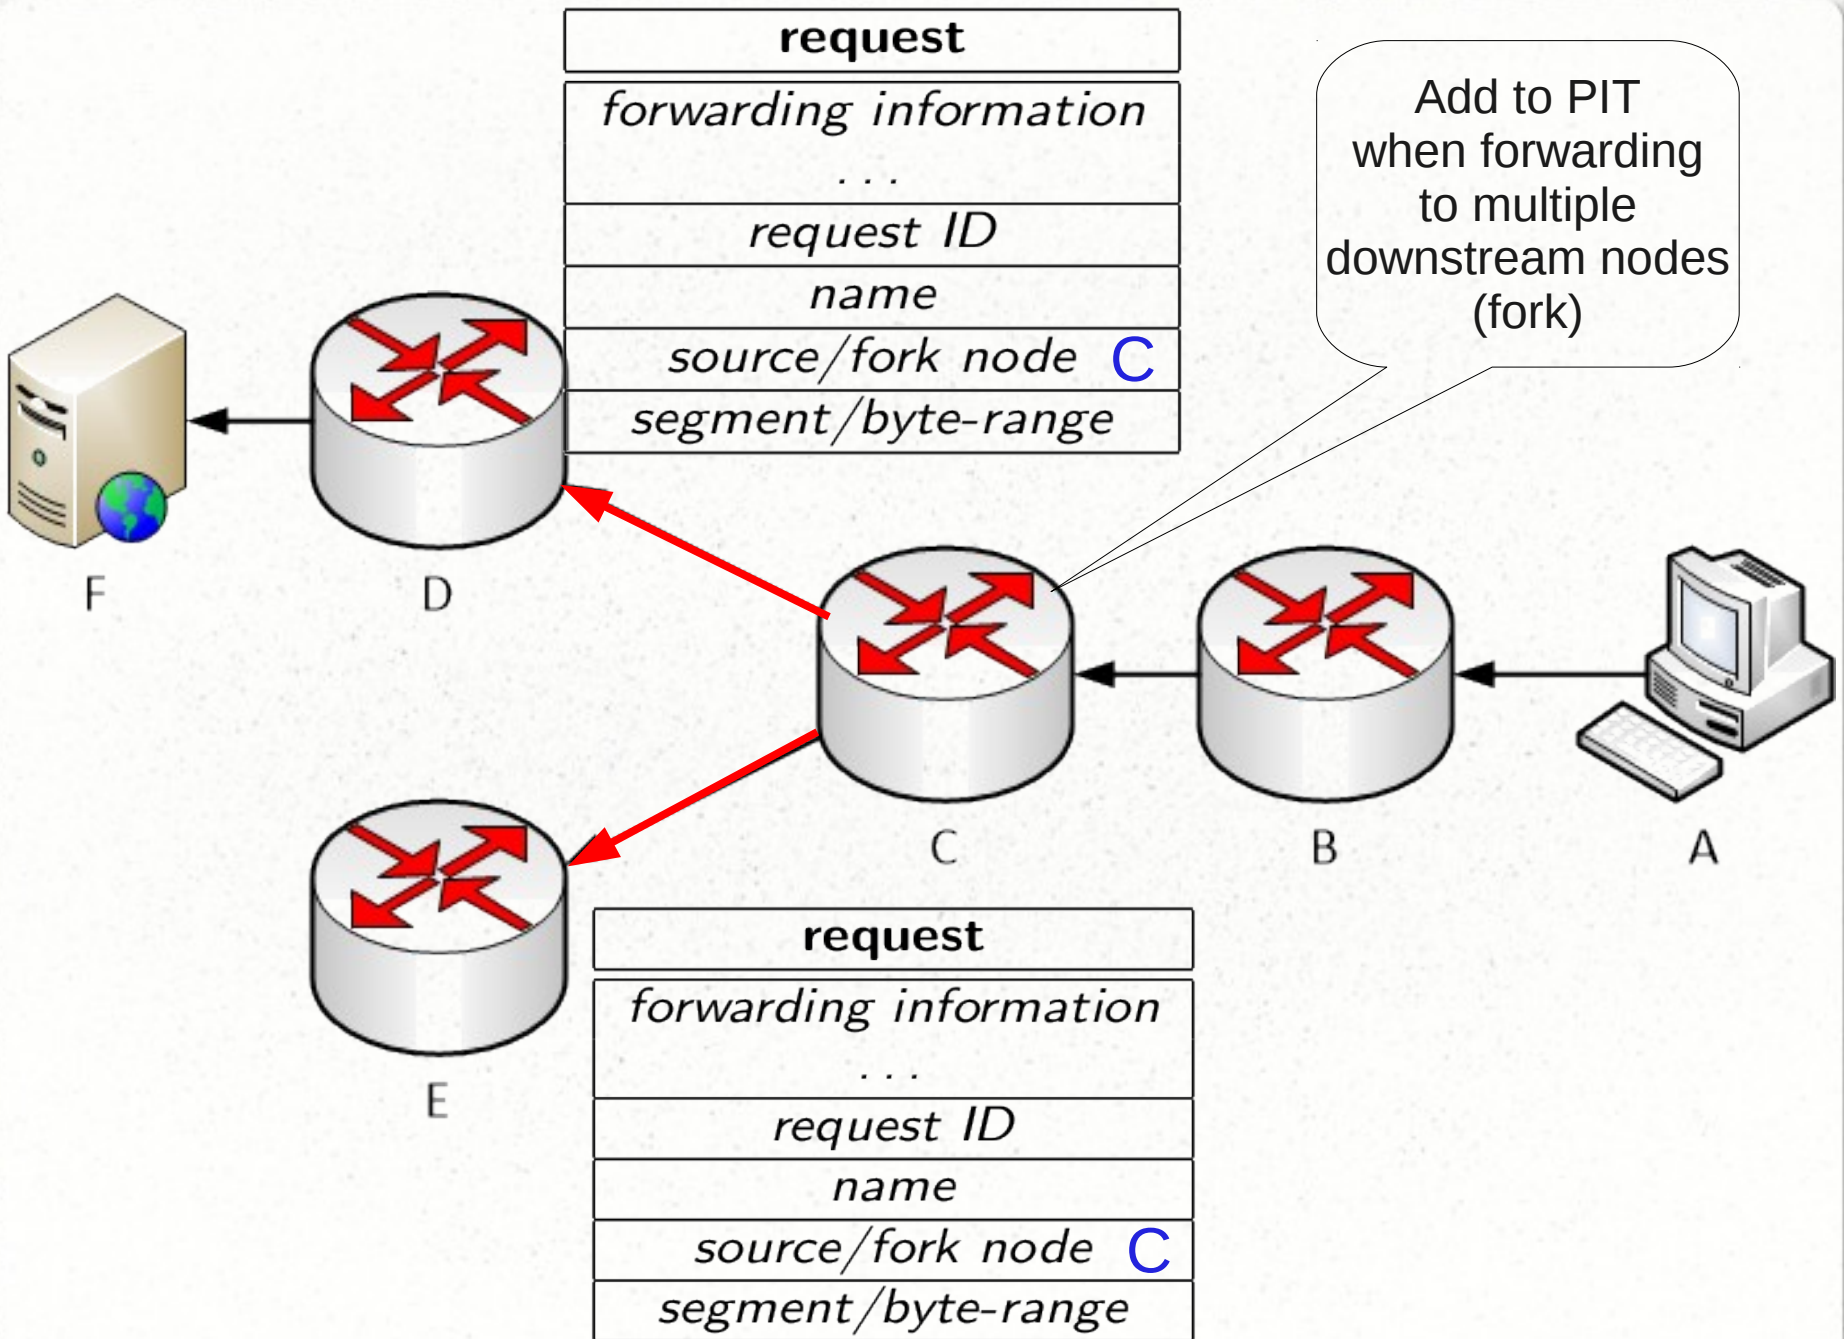 request
forwarding information
...
request ID
name
source/fork node C
segment/byte-range
Add to PIT
when forwarding
to multiple
downstream nodes
(fork)
F
D
C
B
A
E
request
forwarding information
...
request ID
name
source/fork node C
segment/byte-range